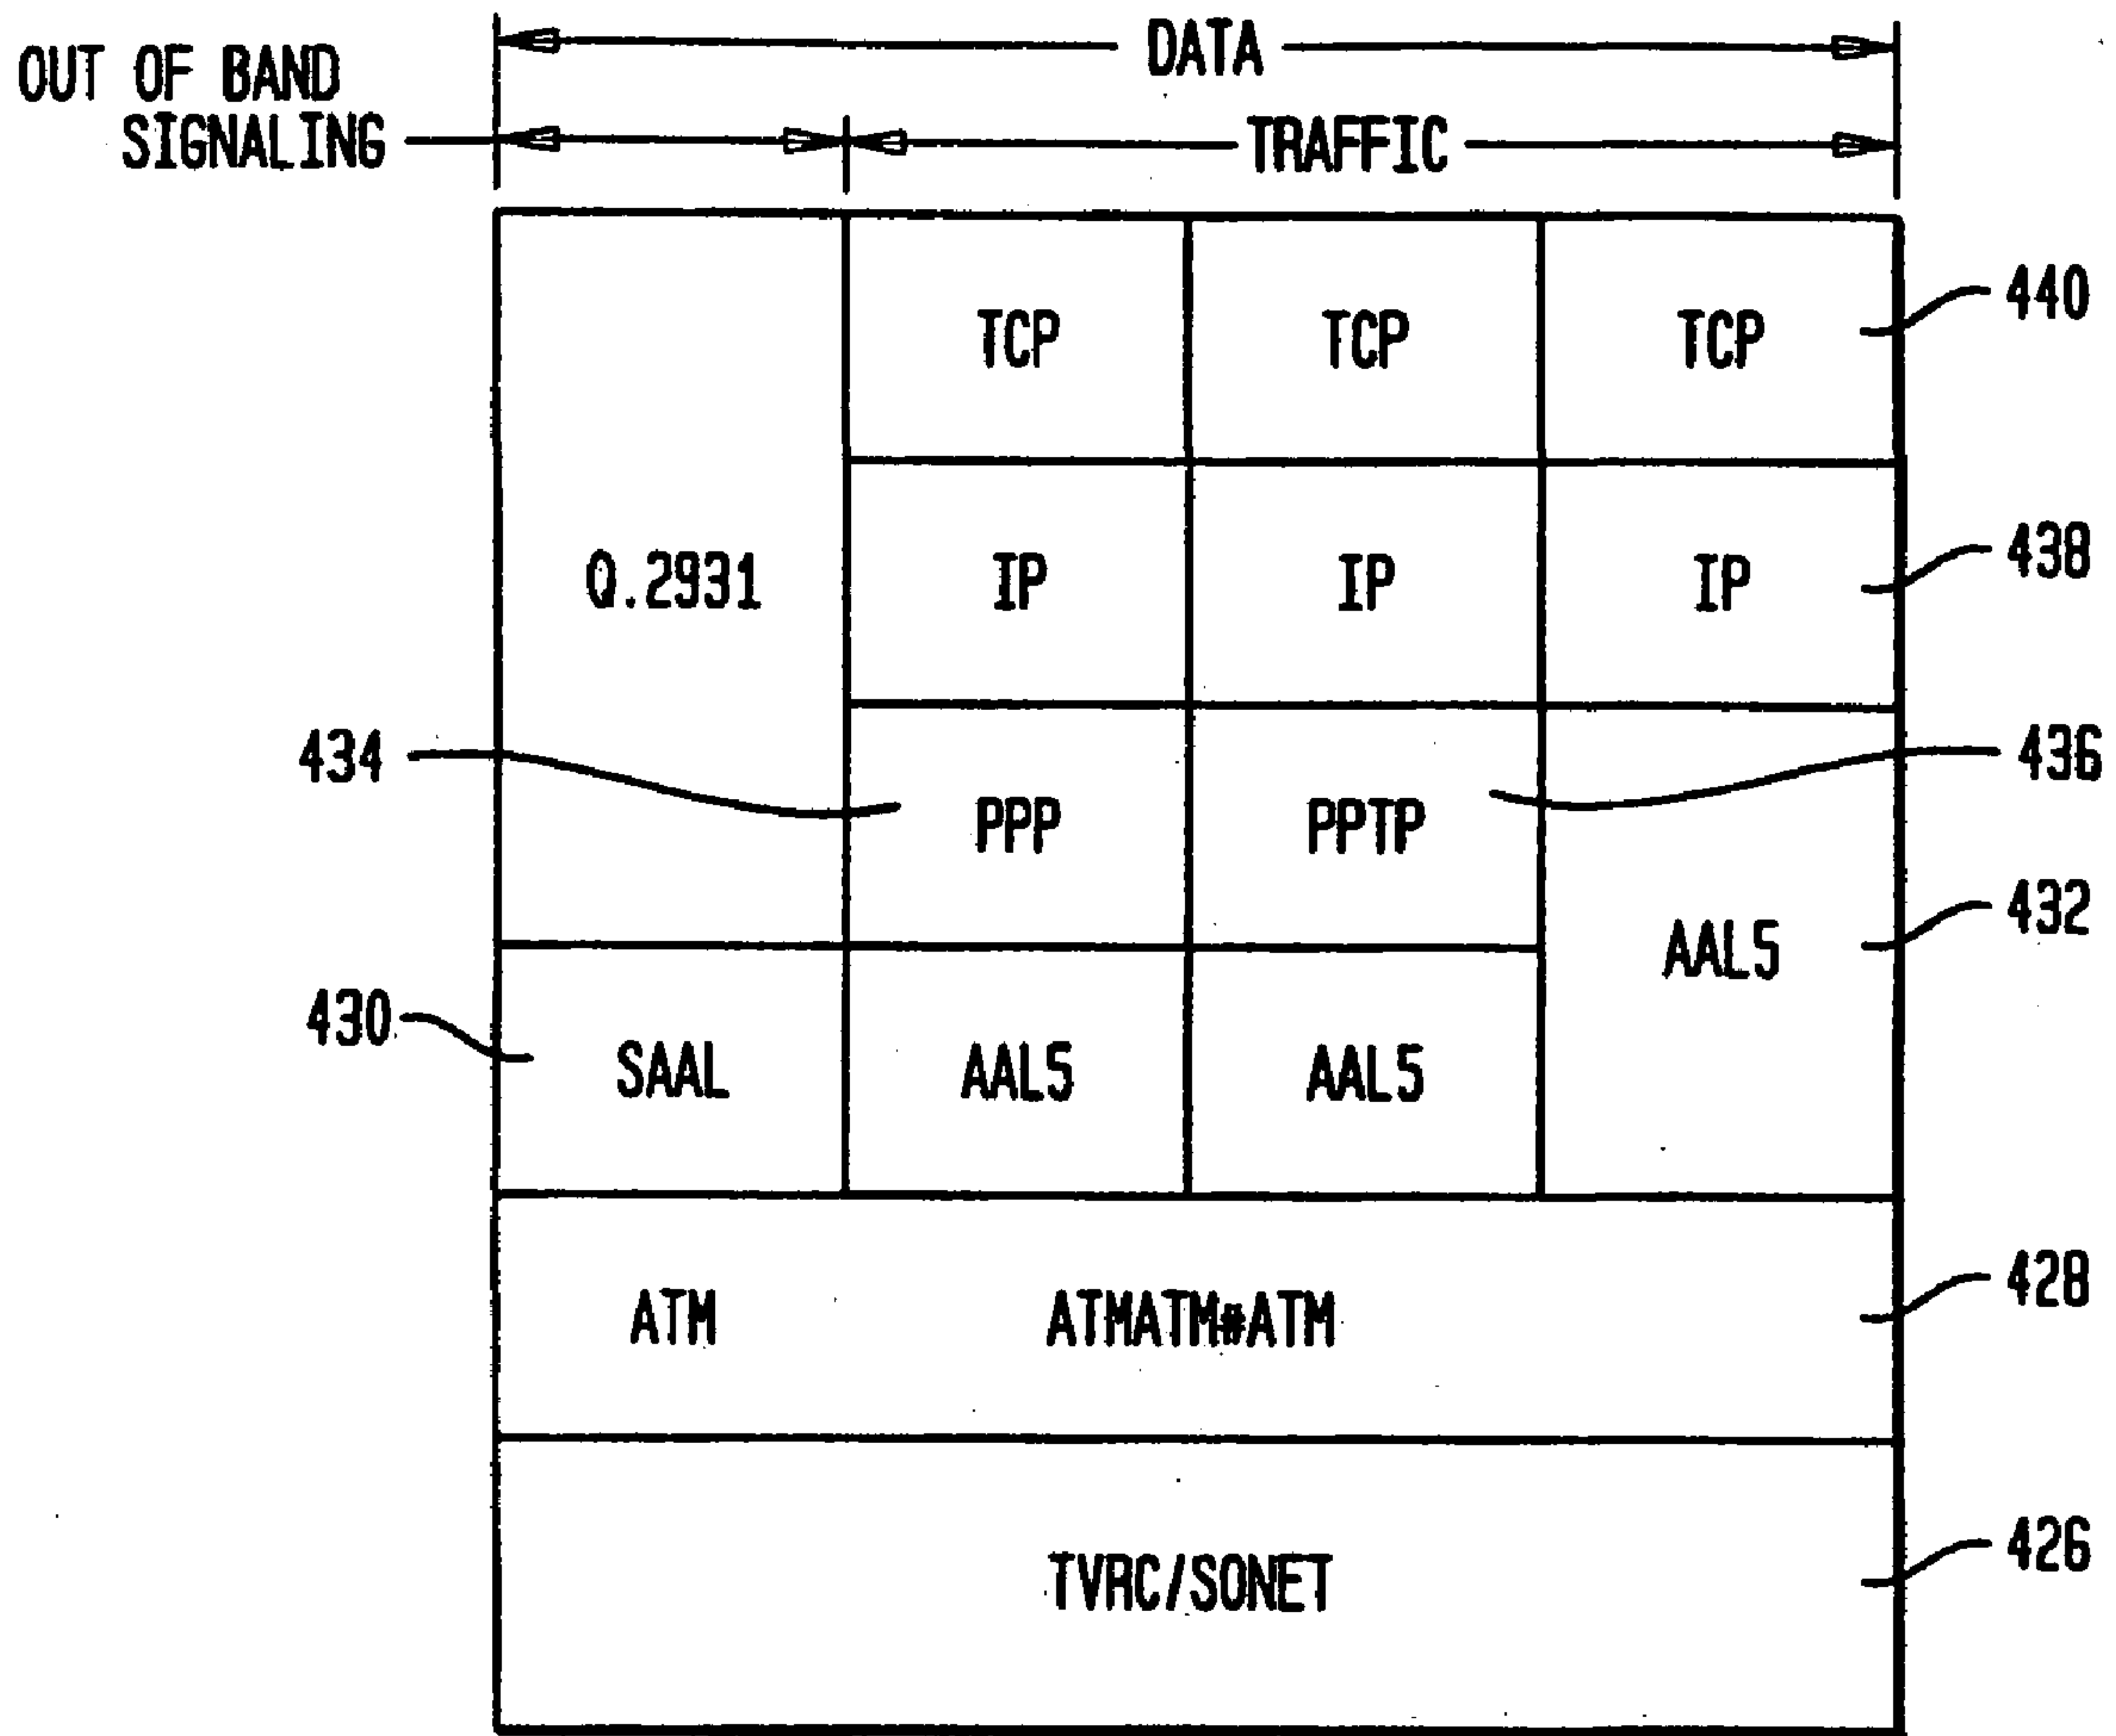 DATA
OUT OF BAND
SIGNALING
TRAFFIC
TCP TCP TCP 440
Q.2931 IP IP IP 438
434 PPP PPTP 436
AAL5 432
430 SAAL AAL5 AAL5
ATM ATMATM#ATM 428
TVRC/SONET 426